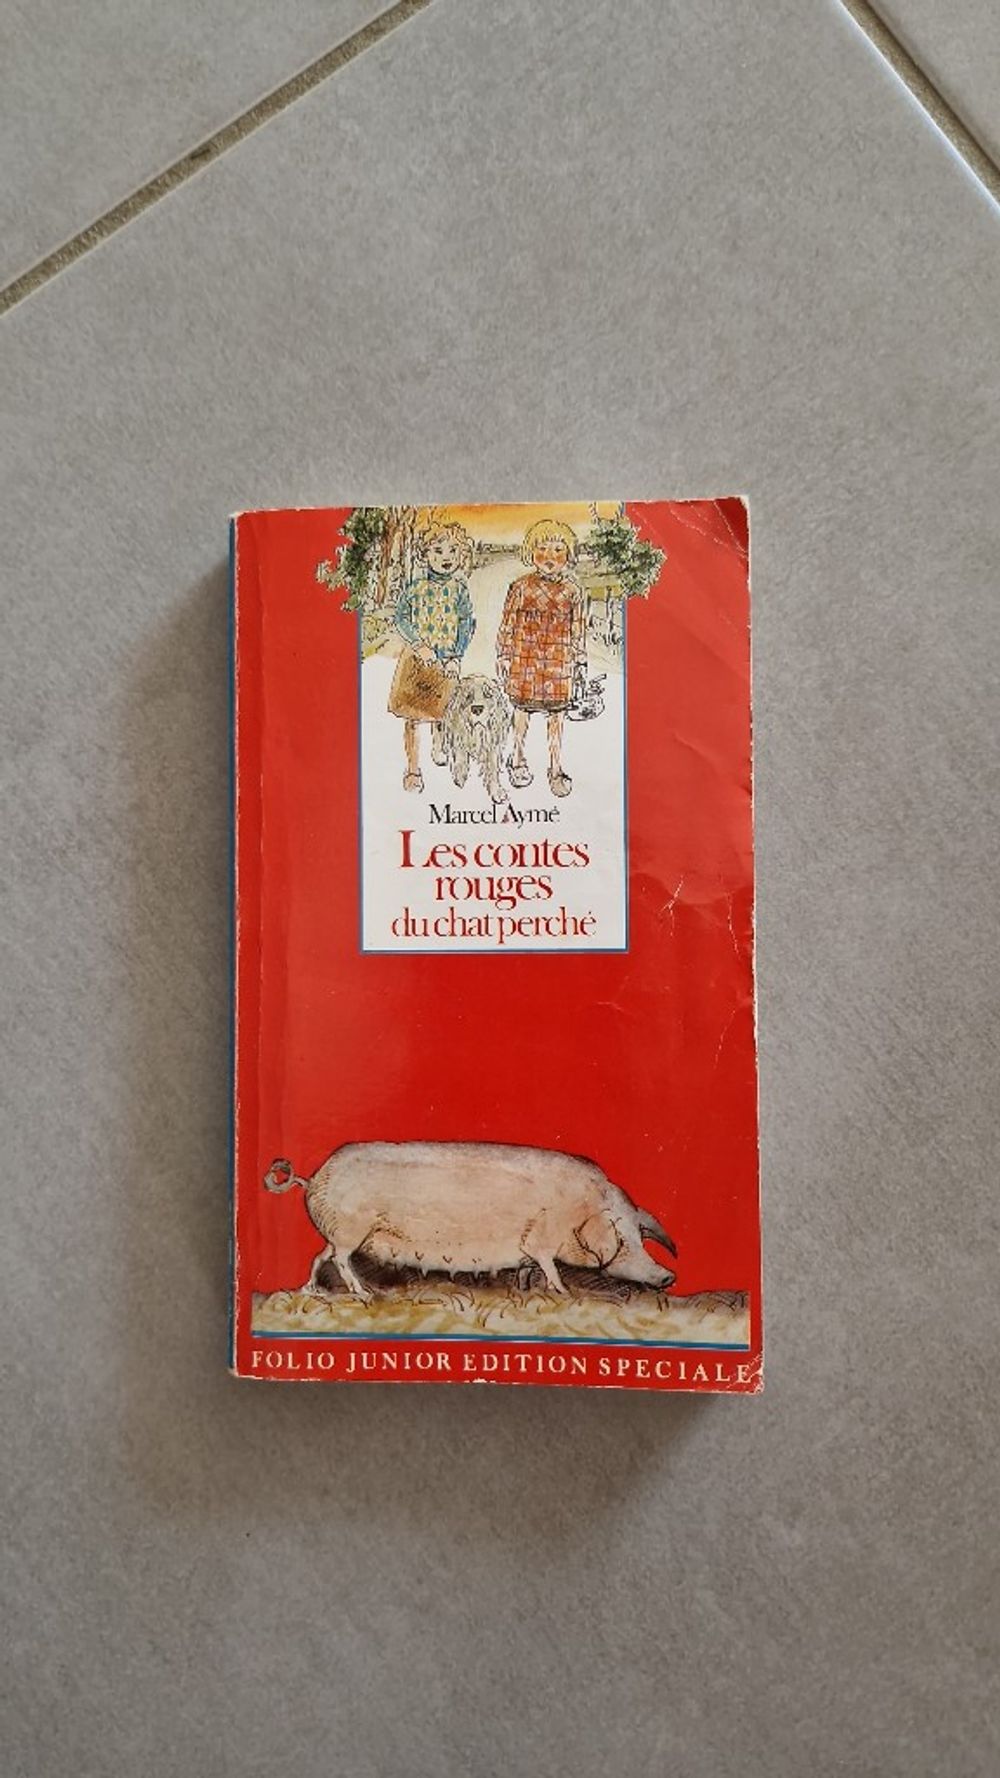 Marcel Aymé
Les contes
rouges
du chat perché
FOLIO JUNIOR EDITION SPECIALE